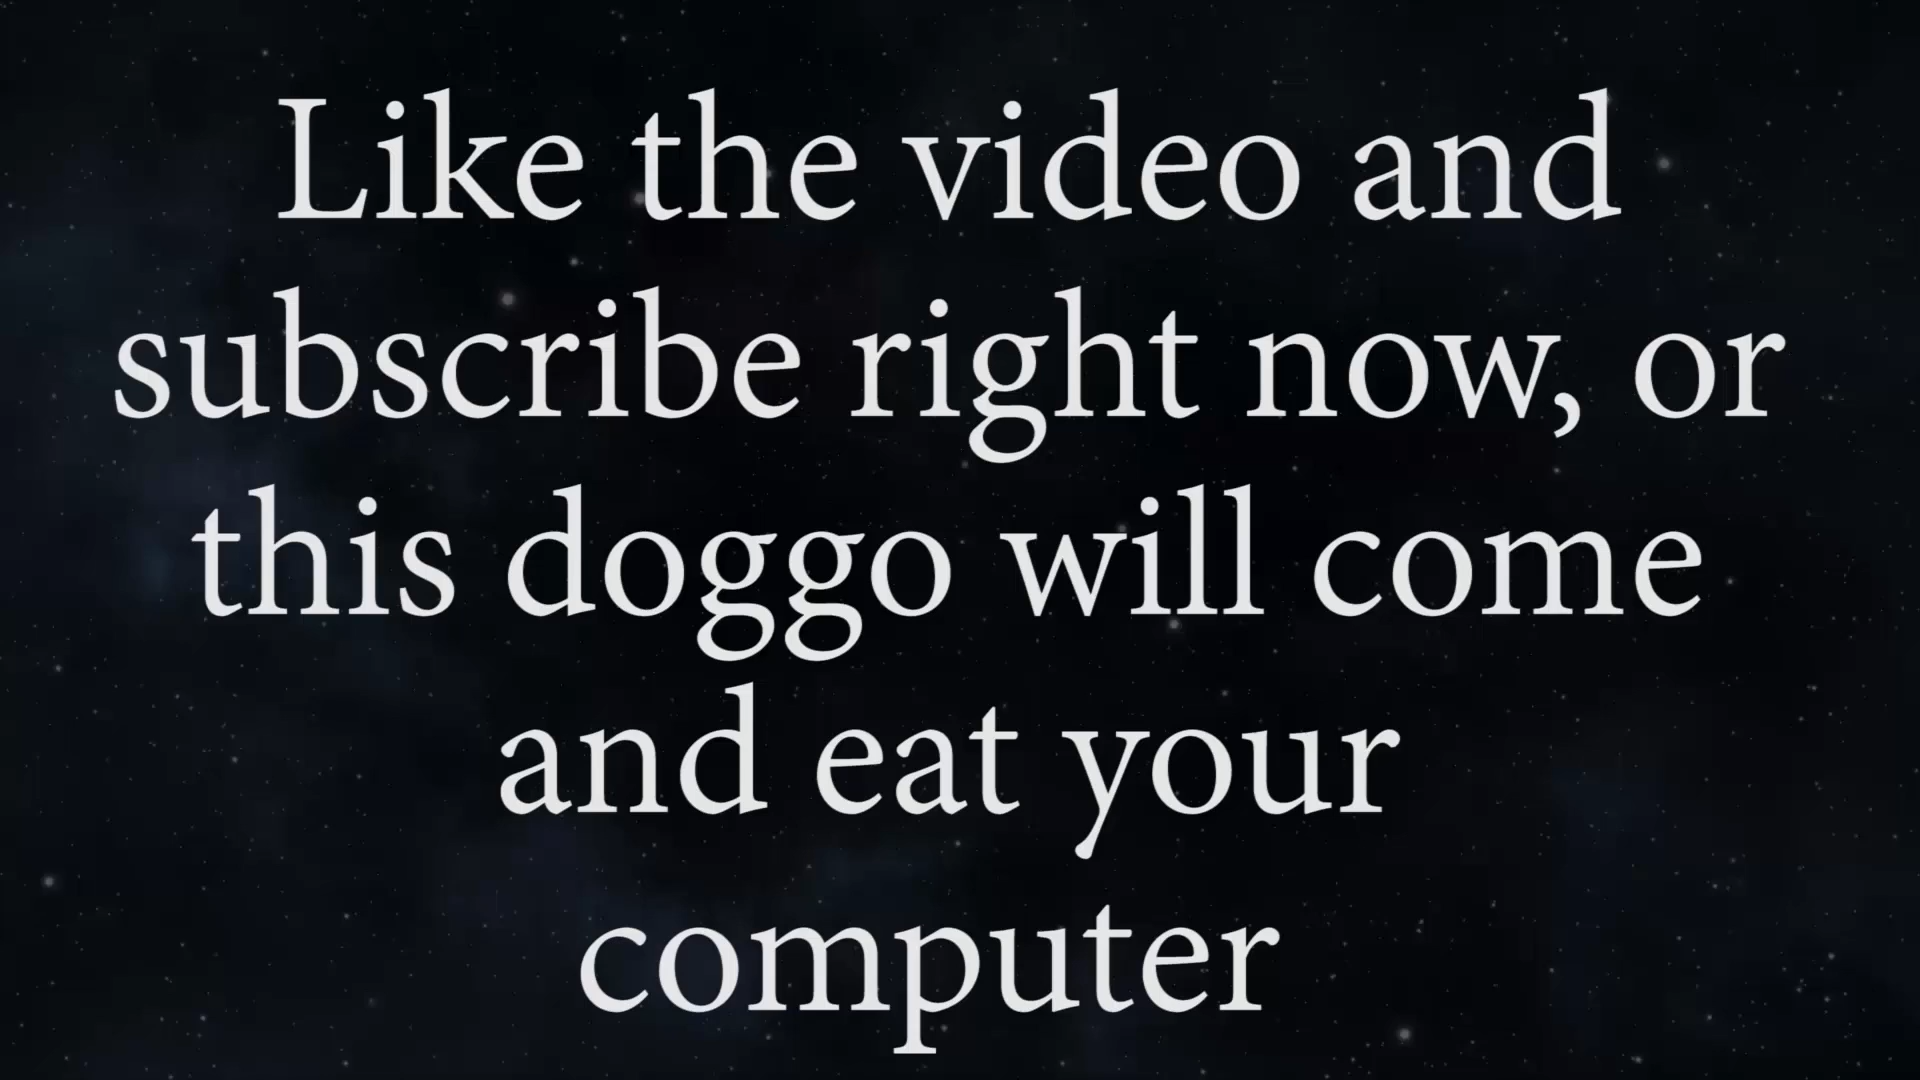 Like the video and
subscribe right now, or
this doggo will come
and eat your
computer